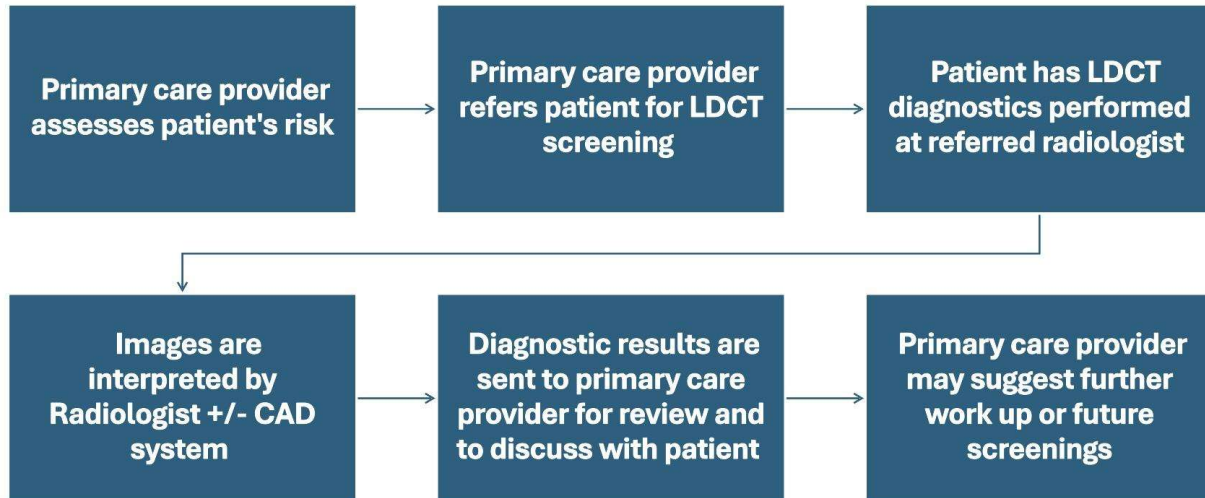 Primary care provider
assesses patient's risk
Primary care provider
refers patient for LDCT
screening
Patient has LDCT
diagnostics performed
at referred radiologist
Images are
interpreted by
Radiologist +/- CAD
system
Diagnostic results are
sent to primary care
provider for review and
to discuss with patient
Primary care provider
may suggest further
work up or future
screenings